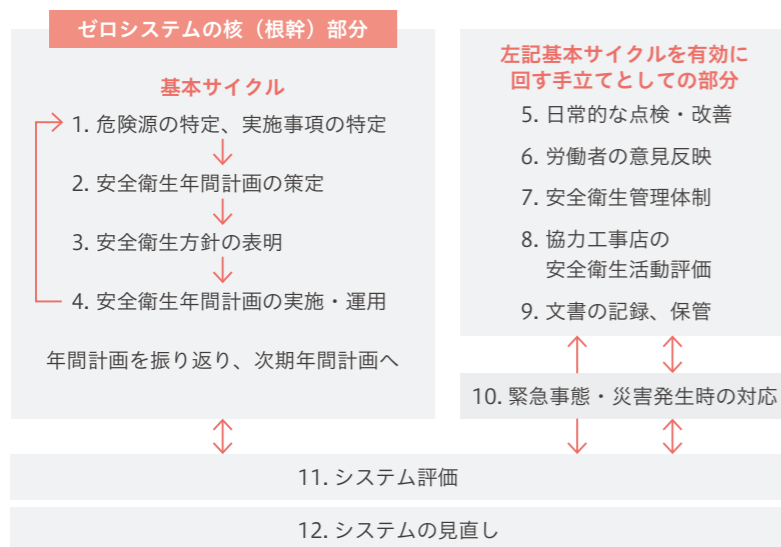 ゼロシステムの核（根幹）部分
基本サイクル
1. 危険源の特定、実施事項の特定
2. 安全衛生年間計画の策定
3. 安全衛生方針の表明
4. 安全衛生年間計画の実施・運用
年間計画を振り返り、次期年間計画へ
左記基本サイクルを有効に
回す手立てとしての部分
5. 日常的な点検・改善
6. 労働者の意見反映
7. 安全衛生管理体制
8. 協力工事店の
安全衛生活動評価
9. 文書の記録、保管
10. 緊急事態・災害発生時の対応
11. システム評価
12. システムの見直し